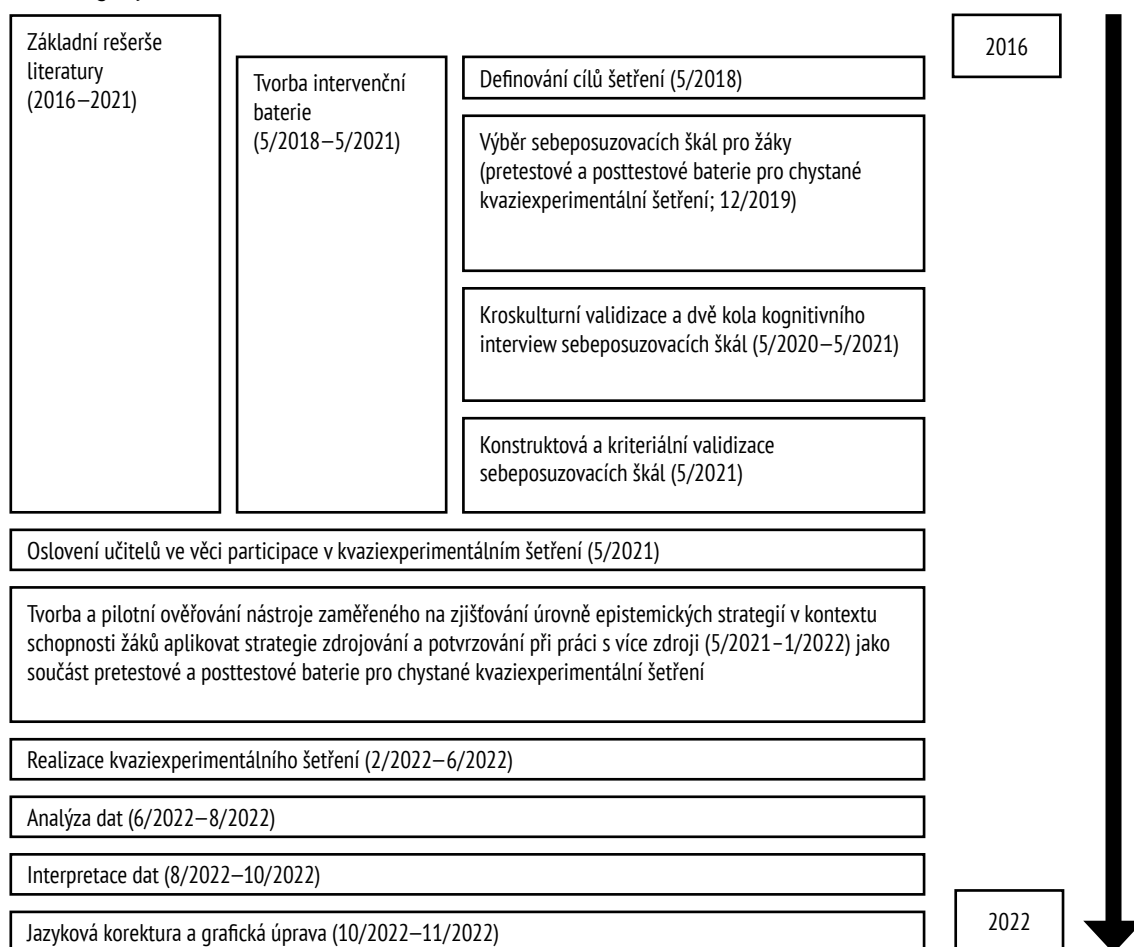 Základní rešerše
literatury
(2016—2021)
Tvorba intervenční
baterie
(5/2018—5/2021)
Definování cílů šetření (5/2018)
Výběr sebeposuzovacích škál pro žáky
(pretestové a posttestové baterie pro chystané
kvaziexperimentální šetření; 12/2019)
Kroskulturní validizace a dvě kola kognitivního
interview sebeposuzovacích škál (5/2020—5/2021)
Konstruktová a kriteriální validizace
sebeposuzovacích škál (5/2021)
2016
Oslovení učitelů ve věci participace v kvaziexperimentálním šetření (5/2021)
Tvorba a pilotní ověřování nástroje zaměřeného na zjišťování úrovně epistemických strategií v kontextu
schopnosti žáků aplikovat strategie zdrojování a potvrzování při práci s více zdroji (5/2021–1/2022) jako
součást pretestové a posttestové baterie pro chystané kvaziexperimentální šetření
Realizace kvaziexperimentálního šetření (2/2022—6/2022)
Analýza dat (6/2022—8/2022)
Interpretace dat (8/2022—10/2022)
Jazyková korektura a grafická úprava (10/2022—11/2022)
2022